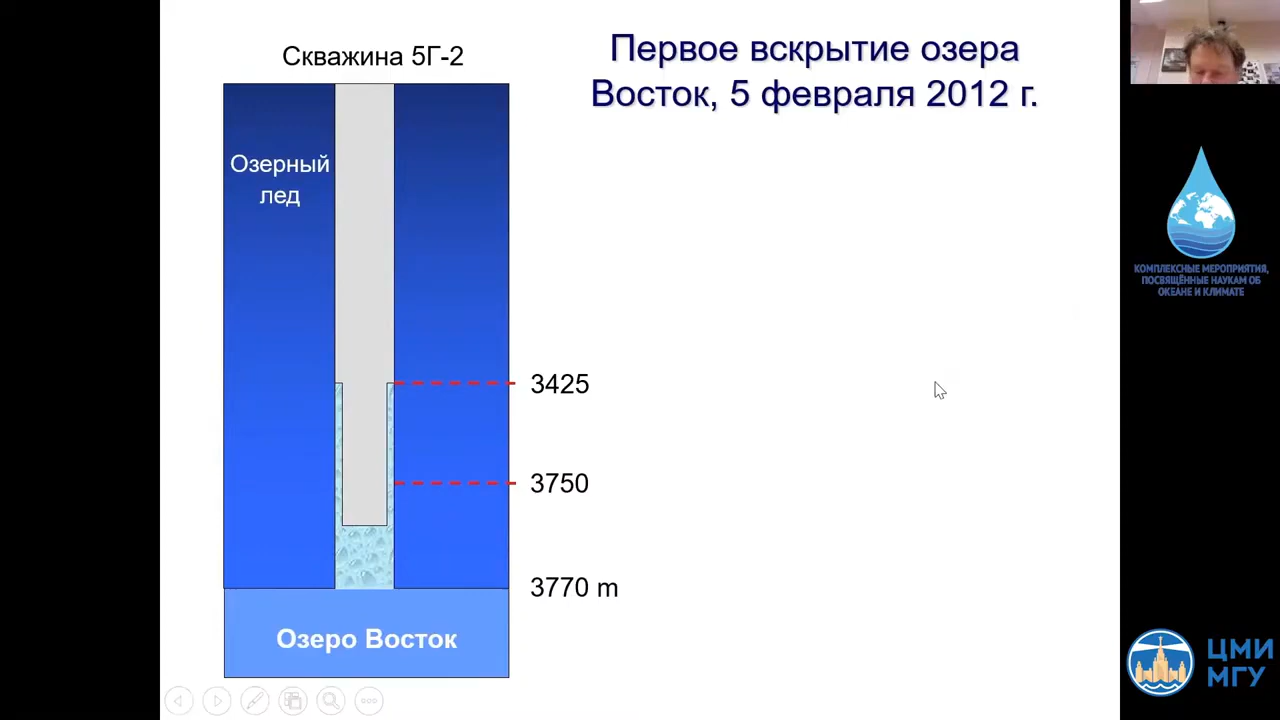 Скважина 5Г-2
Первое вскрытие озера
Восток, 5 февраля 2012 г.
Озерный
лед
3425
3750
3770 m
Озеро Восток
КОМПЛЕКСНЫЕ МЕРОПРИЯТИЯ,
ПОСВЯЩЁННЫЕ НАУКАМ ОБ
ОКЕАНЕ И КЛИМАТЕ
ЦМИ
МГУ